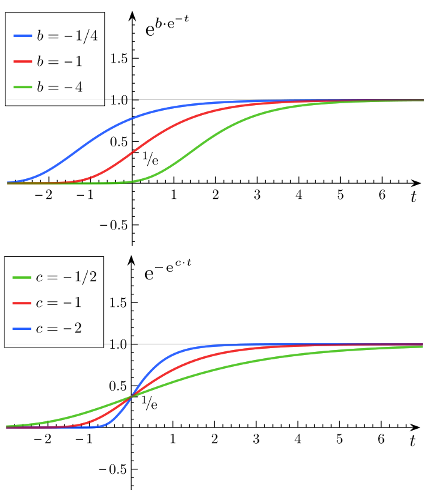 e^{b·e^{−t}}
b = −1/4
b = −1
b = −4
1.5
1.0
0.5
1/e
−2 −1 1 2 3 4 5 6
t
−0.5
e^{−e^{c·t}}
c = −1/2
c = −1
c = −2
1.5
1.0
0.5
1/e
−2 −1 1 2 3 4 5 6
t
−0.5